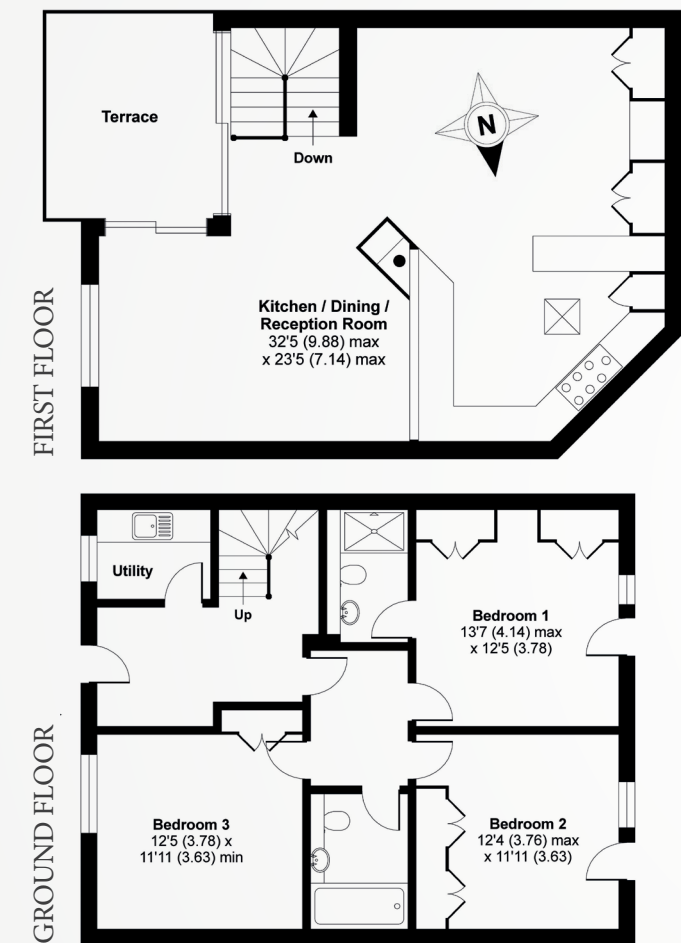 FIRST FLOOR
Terrace
Down
N
Kitchen / Dining /
Reception Room
32'5 (9.88) max
x 23'5 (7.14) max
GROUND FLOOR
Utility
Up
Bedroom 1
13'7 (4.14) max
x 12'5 (3.78)
Bedroom 3
12'5 (3.78) x
11'11 (3.63) min
Bedroom 2
12'4 (3.76) max
x 11'11 (3.63)